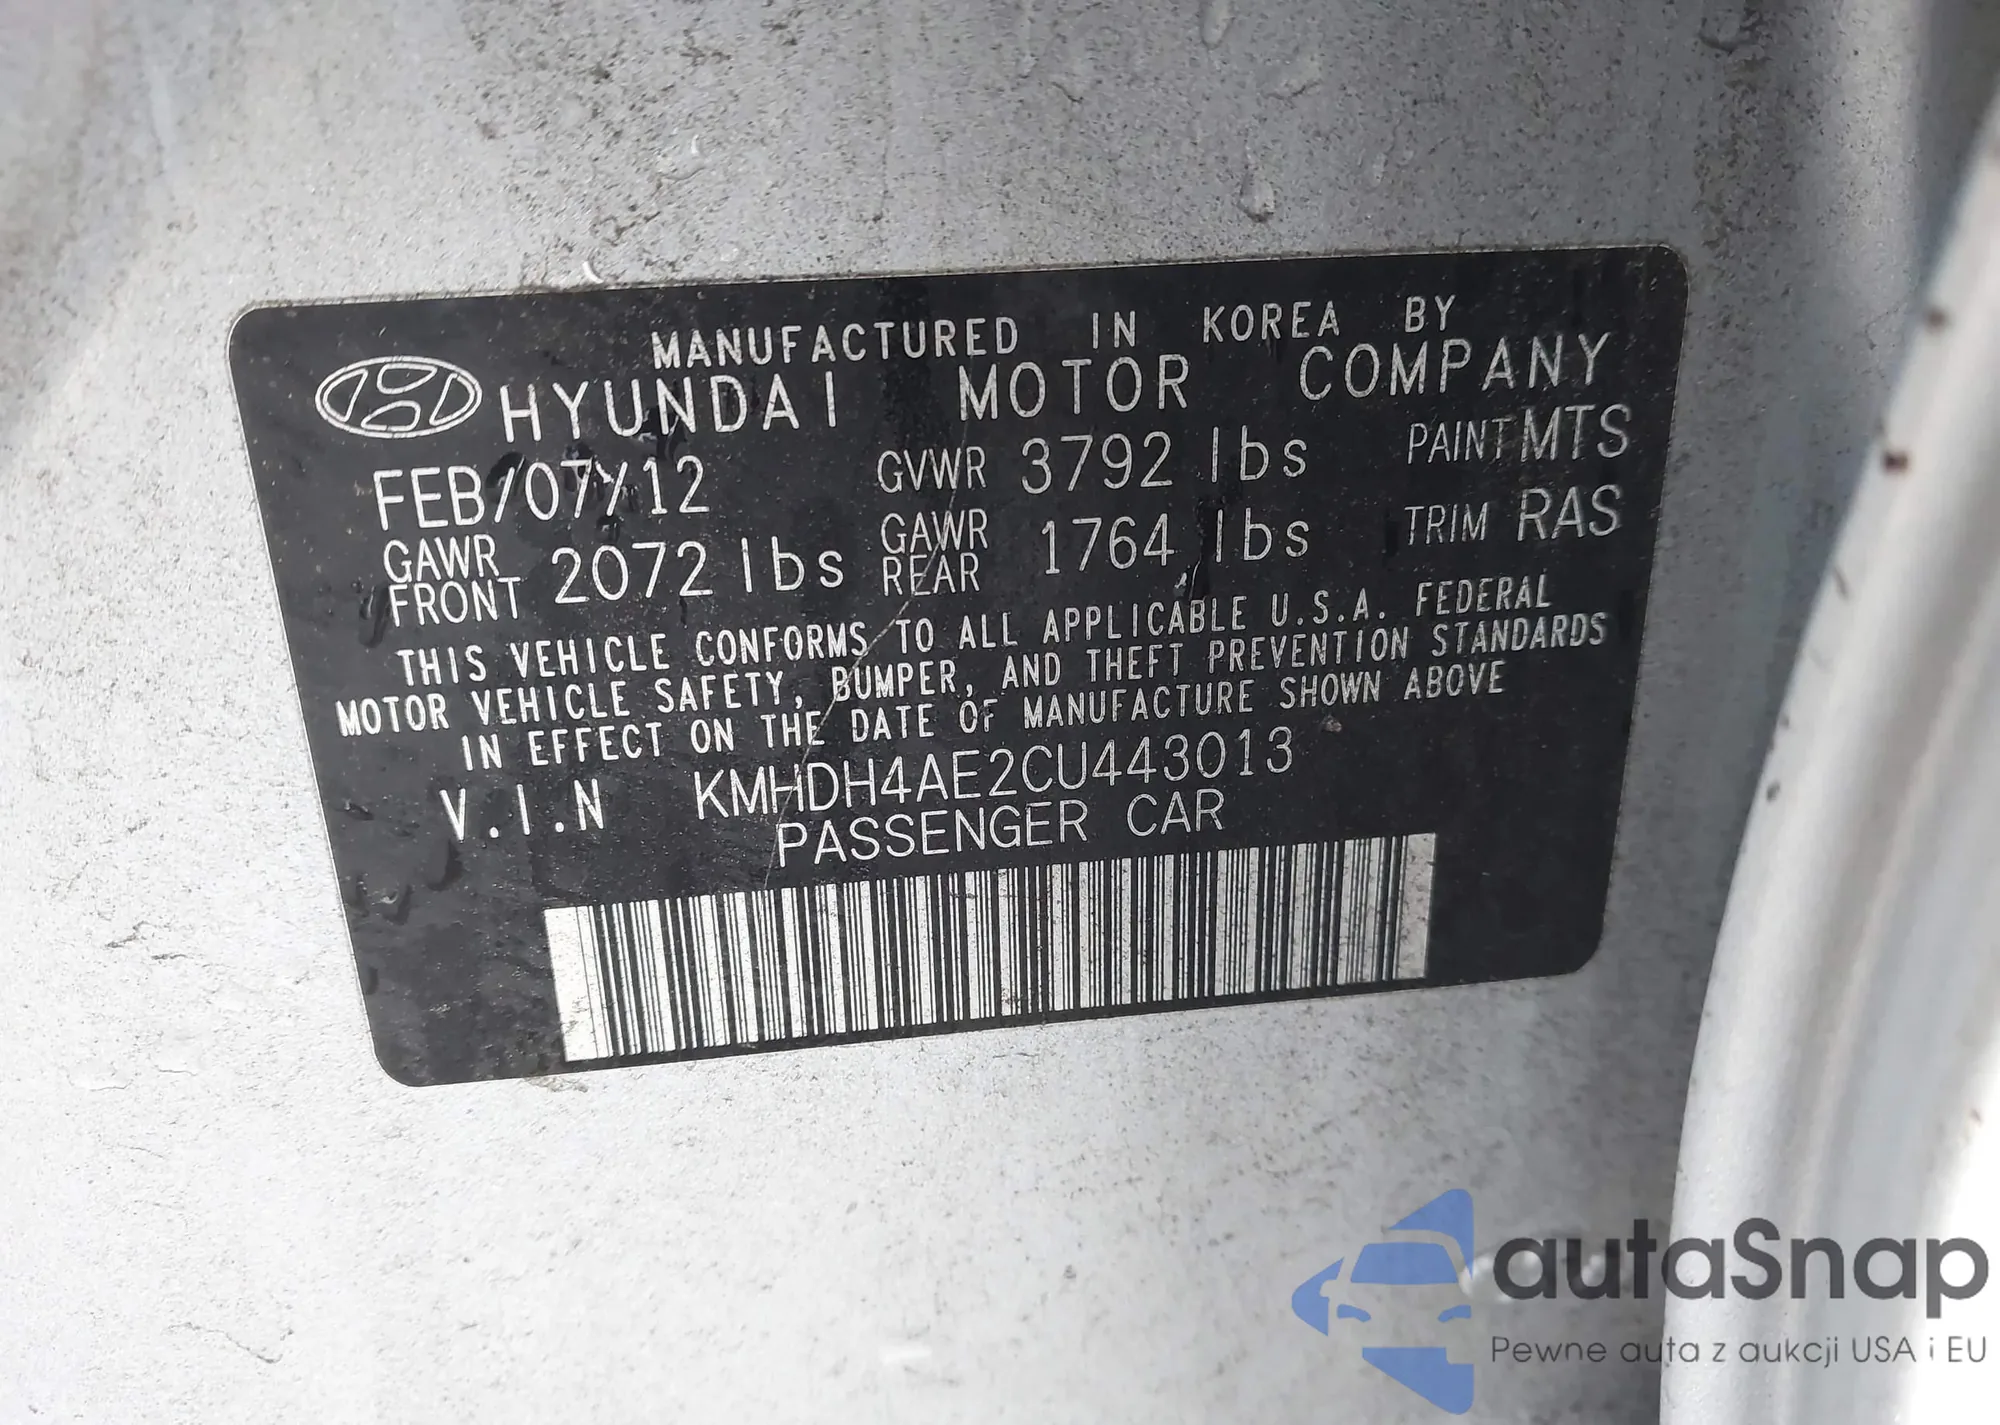 MANUFACTURED IN KOREA BY
HYUNDAI MOTOR COMPANY
FEB/07/12 GVWR 3792 lbs PAINT MTS
GAWR FRONT 2072 lbs GAWR REAR 1764 lbs TRIM RAS
THIS VEHICLE CONFORMS TO ALL APPLICABLE U.S.A. FEDERAL
MOTOR VEHICLE SAFETY, BUMPER, AND THEFT PREVENTION STANDARDS
IN EFFECT ON THE DATE OF MANUFACTURE SHOWN ABOVE
V.I.N KMHDH4AE2CU443013
PASSENGER CAR
autaSnap
Pewne auta z aukcji USA i EU